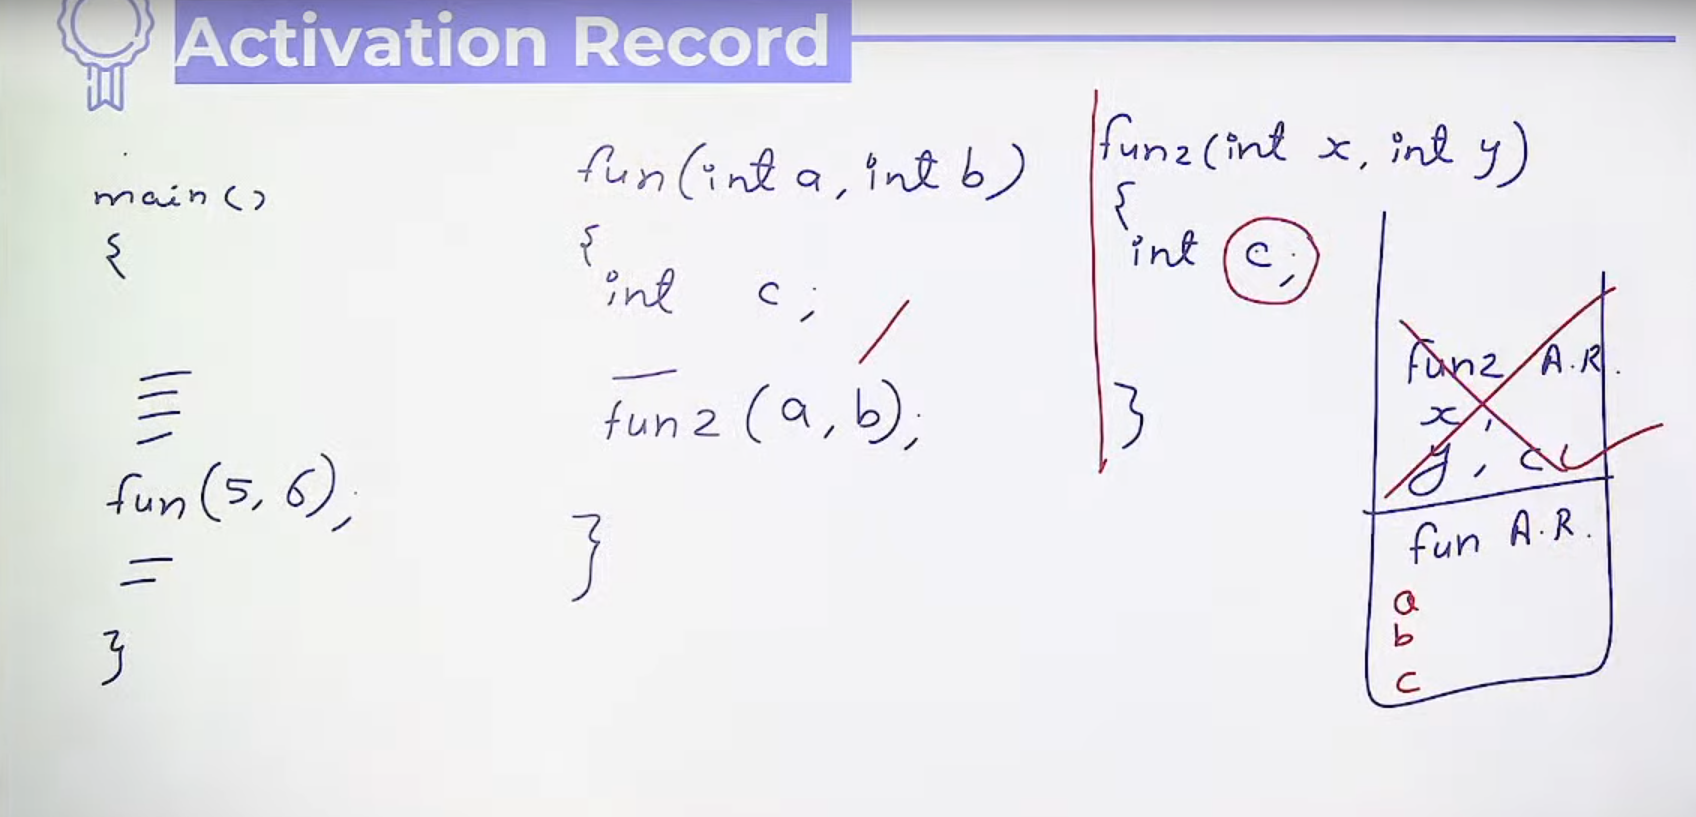 Activation Record
main()
{
fun(5, 6);
}
fun(int a, int b)
{
int c;
fun2(a, b);
}
fun2(int x, int y)
{
int c;
}
fun2 A.R.
x,
y, c
fun A.R.
a
b
c